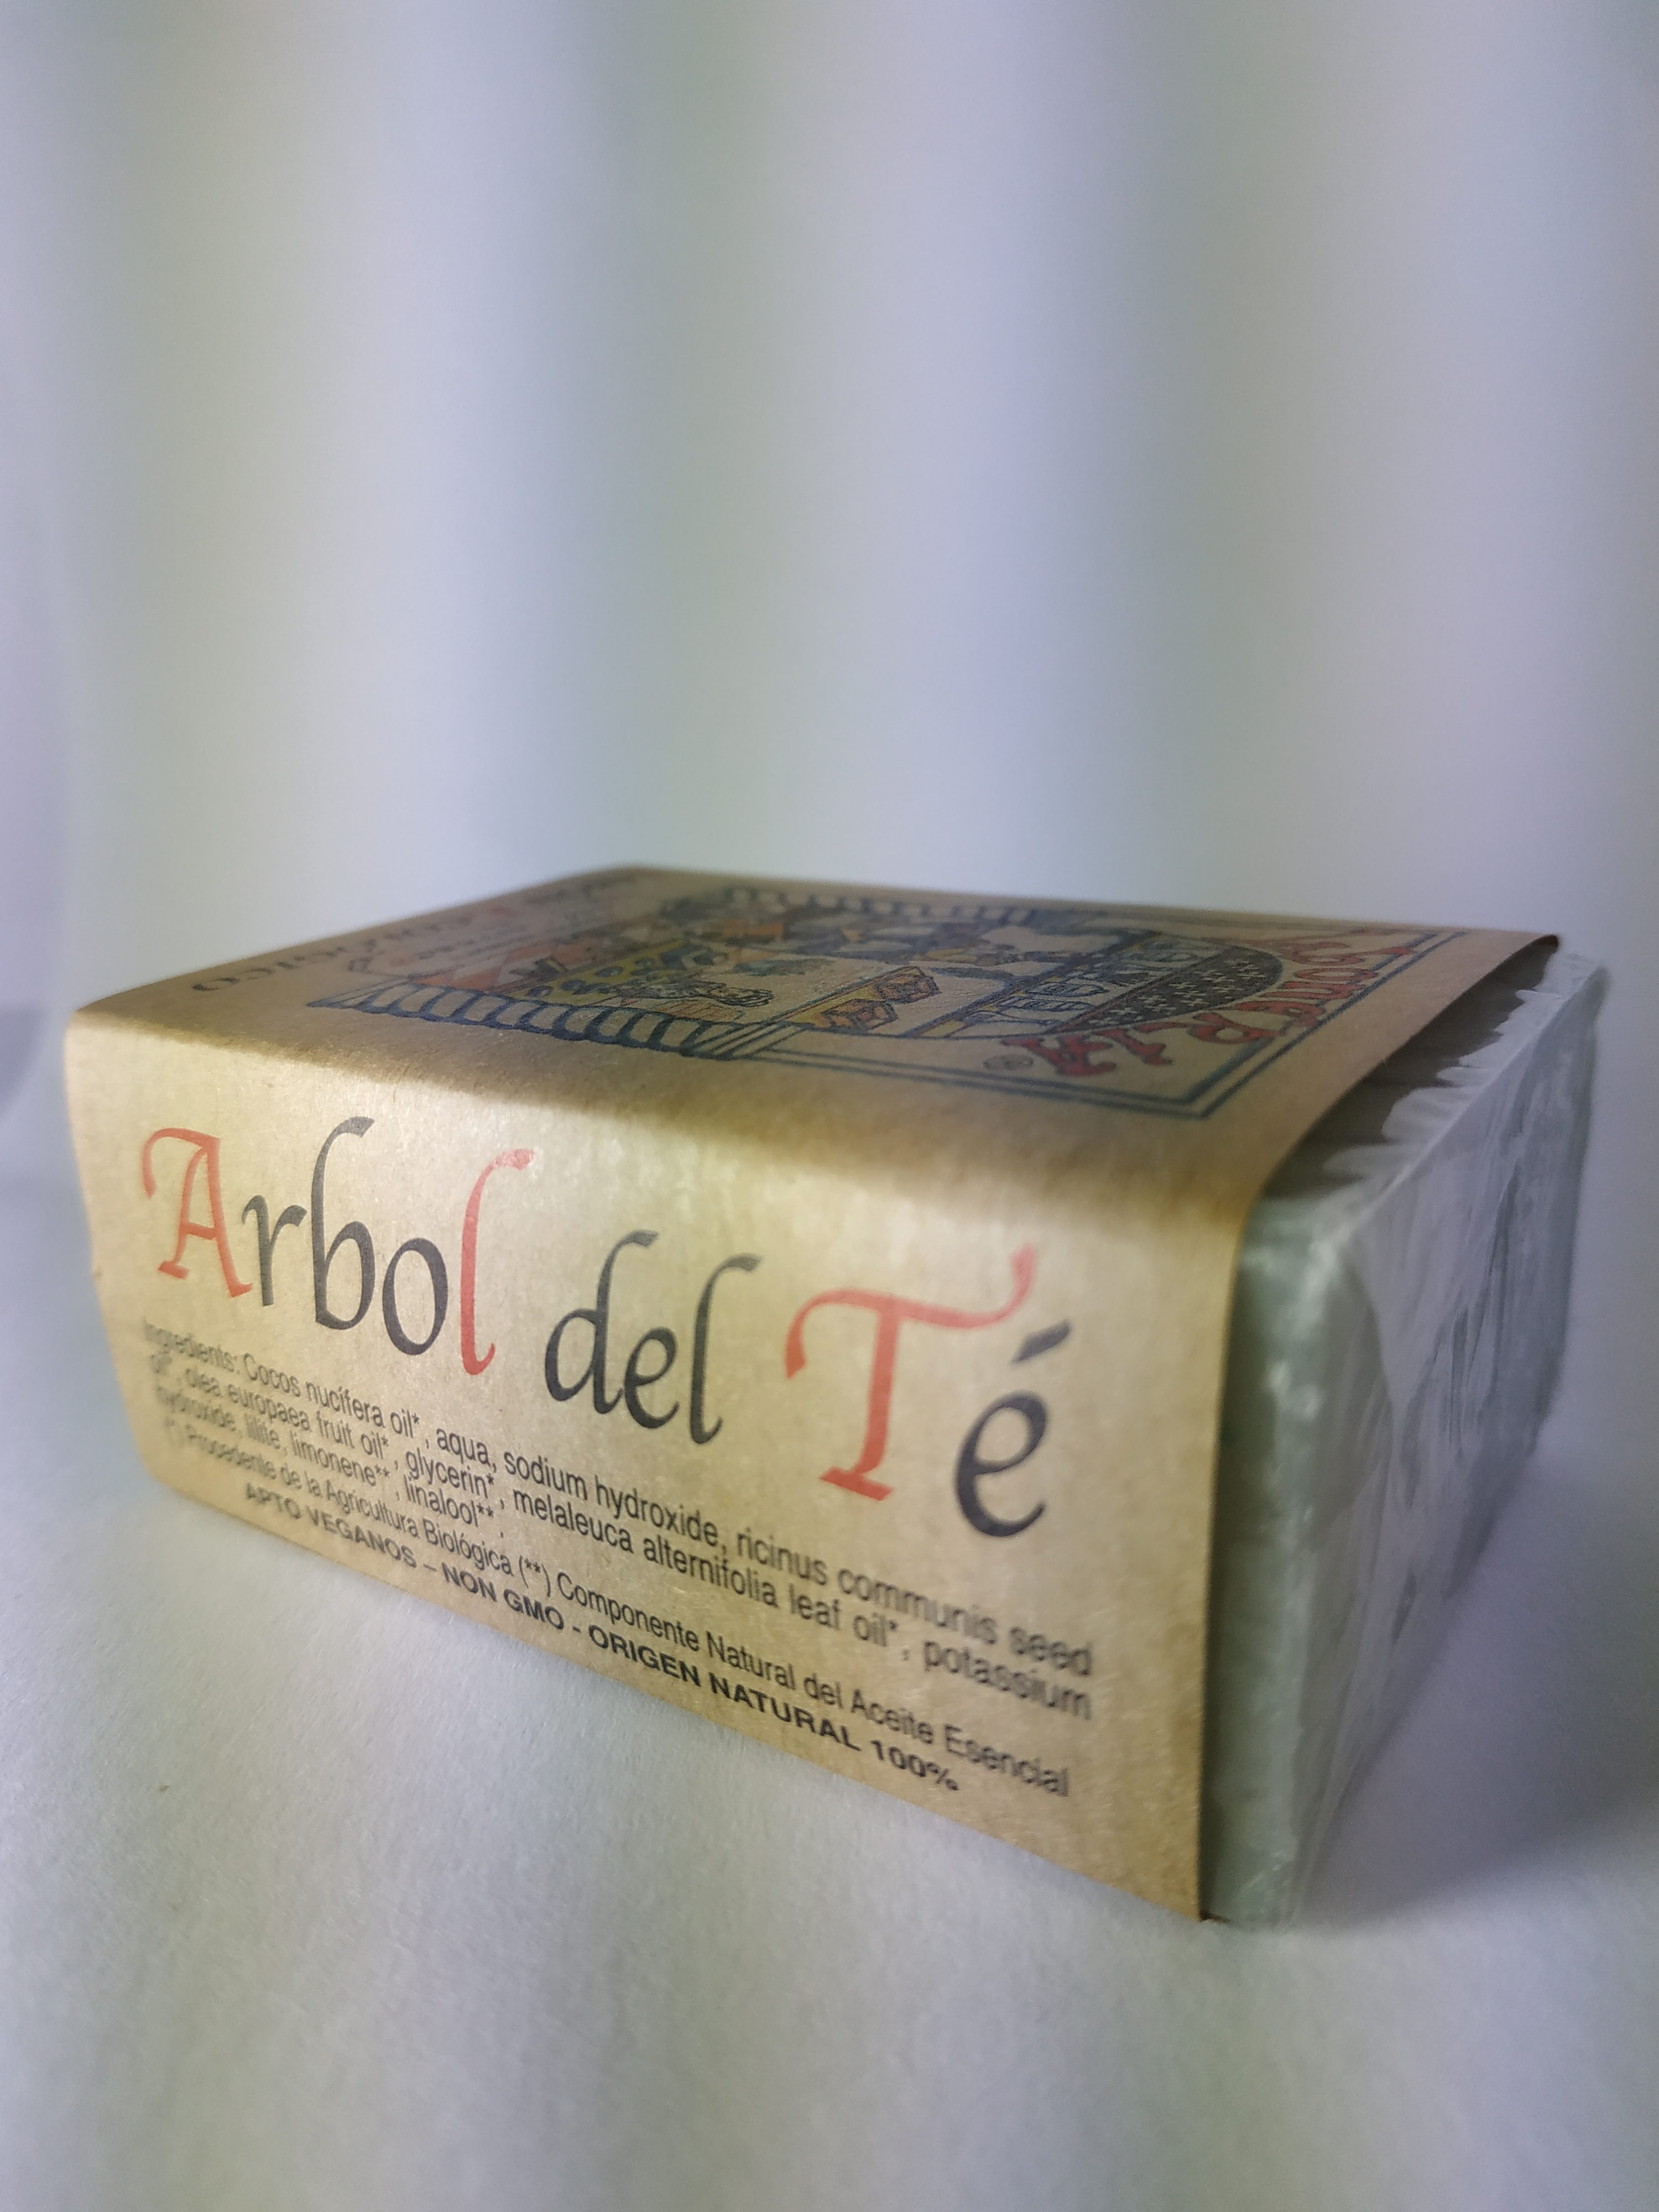 Arbol del Té
Ingredients: Cocos nucífera oil*, aqua, sodium hydroxide, ricinus communis seed
oil*, olea europaea fruit oil*, glycerin*, melaleuca alternifolia leaf oil*, potassium
hydroxide, illite, limonene**, linalool**.
(*) Procedente de la Agricultura Biológica (**) Componente Natural del Aceite Esencial
APTO VEGANOS – NON GMO - ORIGEN NATURAL 100%